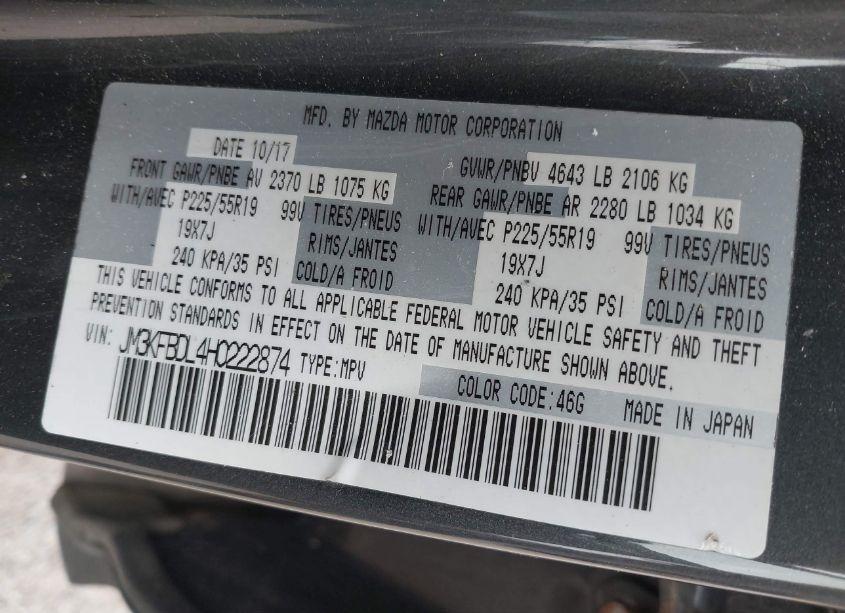 MFD. BY MAZDA MOTOR CORPORATION
DATE 10/17 GVWR/PNBV 4643 LB 2106 KG
FRONT GAWR/PNBE AV 2370 LB 1075 KG REAR GAWR/PNBE AR 2280 LB 1034 KG
WITH/AVEC P225/55R19 99V TIRES/PNEUS WITH/AVEC P225/55R19 99V TIRES/PNEUS
19X7J RIMS/JANTES 19X7J RIMS/JANTES
240 KPA/35 PSI COLD/A FROID 240 KPA/35 PSI COLD/A FROID
THIS VEHICLE CONFORMS TO ALL APPLICABLE FEDERAL MOTOR VEHICLE SAFETY AND THEFT
PREVENTION STANDARDS IN EFFECT ON THE DATE OF MANUFACTURE SHOWN ABOVE.
VIN: JM3KFBDL4H0222874 TYPE:MPV
COLOR CODE:46G MADE IN JAPAN